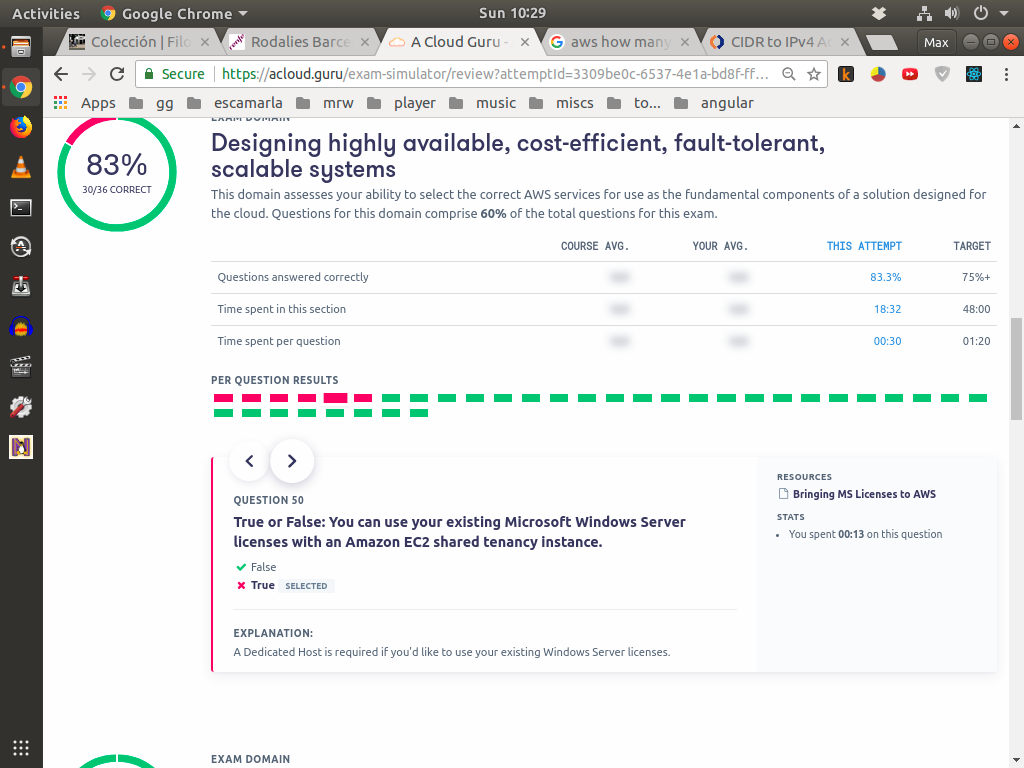 Activities Google Chrome Sun 10:29 Max
Colección | Filo Rodalies Barce A Cloud Guru - aws how many CIDR to IPv4 A
Secure https://acloud.guru/exam-simulator/review?attemptId=3309be0c-6537-4e1a-bd8f-ff...
Apps gg escamarla mrw player music miscs to... angular
EXAM DOMAIN
Designing highly available, cost-efficient, fault-tolerant,
scalable systems
83%
30/36 CORRECT
This domain assesses your ability to select the correct AWS services for use as the fundamental components of a solution designed for
the cloud. Questions for this domain comprise 60% of the total questions for this exam.
COURSE AVG. YOUR AVG. THIS ATTEMPT TARGET
Questions answered correctly 83.3% 75%+
Time spent in this section 18:32 48:00
Time spent per question 00:30 01:20
PER QUESTION RESULTS
QUESTION 50
True or False: You can use your existing Microsoft Windows Server
licenses with an Amazon EC2 shared tenancy instance.
False
True SELECTED
EXPLANATION:
A Dedicated Host is required if you'd like to use your existing Windows Server licenses.
RESOURCES
Bringing MS Licenses to AWS
STATS
You spent 00:13 on this question
EXAM DOMAIN